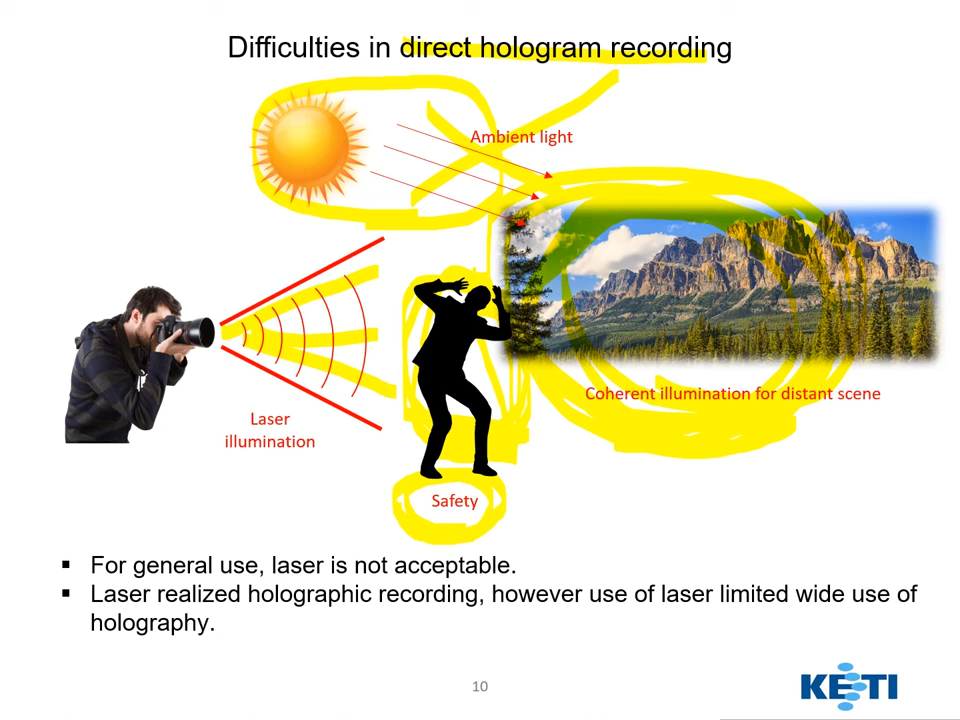 Difficulties in direct hologram recording
Ambient light
Coherent illumination for distant scene
Laser
illumination
Safety
▪ For general use, laser is not acceptable.
▪ Laser realized holographic recording, however use of laser limited wide use of
holography.
10
KETI